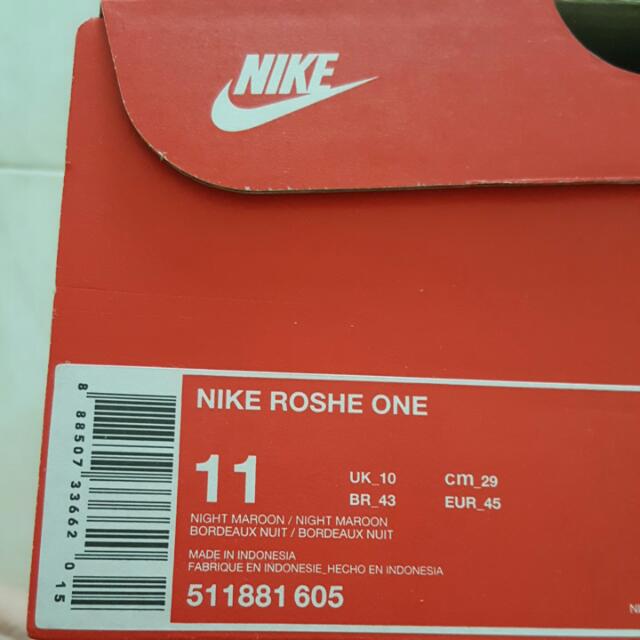 NIKE
NIKE ROSHE ONE
11
UK_10
cm_29
BR_43
EUR_45
NIGHT MAROON / NIGHT MAROON
BORDEAUX NUIT / BORDEAUX NUIT
MADE IN INDONESIA
FABRIQUE EN INDONESIE_HECHO EN INDONESIA
511881 605
8 88507 33662 0 15